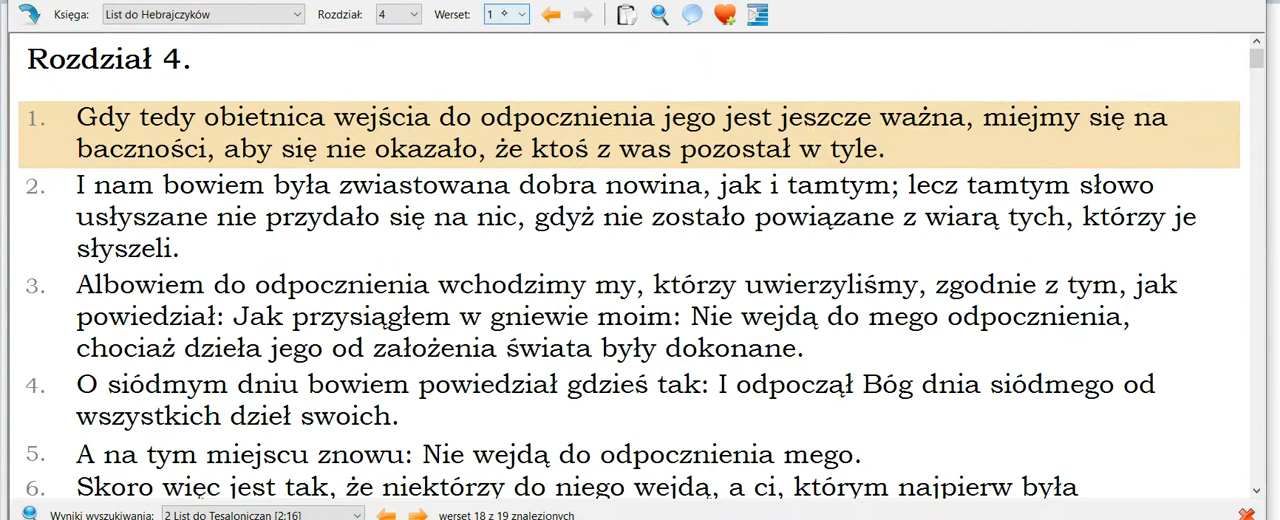 Księga: List do Hebrajczyków Rozdział: 4 Werset: 1
Rozdział 4.
1. Gdy tedy obietnica wejścia do odpocznienia jego jest jeszcze ważna, miejmy się na
baczności, aby się nie okazało, że ktoś z was pozostał w tyle.
2. I nam bowiem była zwiastowana dobra nowina, jak i tamtym; lecz tamtym słowo
usłyszane nie przydało się na nic, gdyż nie zostało powiązane z wiarą tych, którzy je
słyszeli.
3. Albowiem do odpocznienia wchodzimy my, którzy uwierzyliśmy, zgodnie z tym, jak
powiedział: Jak przysiągłem w gniewie moim: Nie wejdą do mego odpocznienia,
chociaż dzieła jego od założenia świata były dokonane.
4. O siódmym dniu bowiem powiedział gdzieś tak: I odpoczął Bóg dnia siódmego od
wszystkich dzieł swoich.
5. A na tym miejscu znowu: Nie wejdą do odpocznienia mego.
6. Skoro więc jest tak, że niektórzy do niego wejdą, a ci, którym najpierw była
Wyniki wyszukiwania: 2 List do Tesaloniczan [2:16] werset 18 z 19 znalezionych